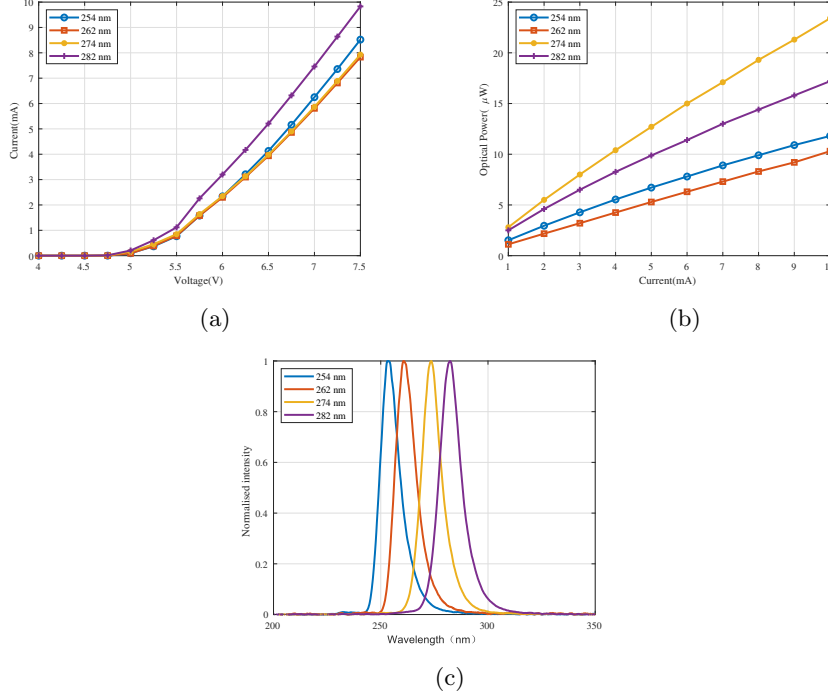 10
9
8
7
6
5
4
3
2
1
0
Current(mA)
254 nm
262 nm
274 nm
282 nm
4 4.5 5 5.5 6 6.5 7 7.5
Voltage(V)
(a)
25
20
15
10
5
0
Optical Power( μW)
254 nm
262 nm
274 nm
282 nm
1 2 3 4 5 6 7 8 9 1
Current(mA)
(b)
1
0.8
0.6
0.4
0.2
0
Normalised intensity
254 nm
262 nm
274 nm
282 nm
200 250 300 350
Wavelength（nm）
(c)